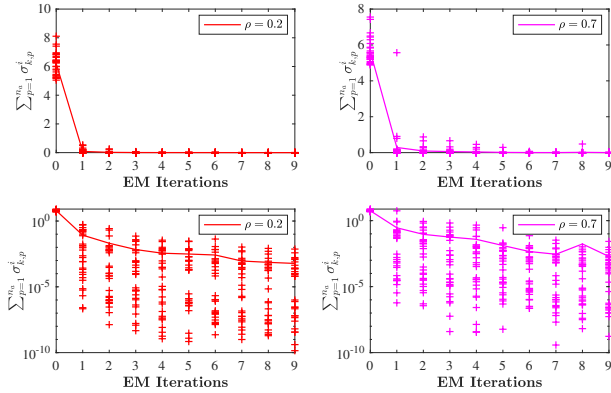 10
8
6
4
2
0
0 1 2 3 4 5 6 7 8 9
EM Iterations
∑_{p=1}^{n_a} σ_{k,p}^i
ρ = 0.2
8
6
4
2
0
0 1 2 3 4 5 6 7 8 9
EM Iterations
∑_{p=1}^{n_a} σ_{k,p}^i
ρ = 0.7
10^0
10^{-5}
10^{-10}
0 1 2 3 4 5 6 7 8 9
EM Iterations
∑_{p=1}^{n_a} σ_{k,p}^i
ρ = 0.2
10^0
10^{-5}
10^{-10}
0 1 2 3 4 5 6 7 8 9
EM Iterations
∑_{p=1}^{n_a} σ_{k,p}^i
ρ = 0.7